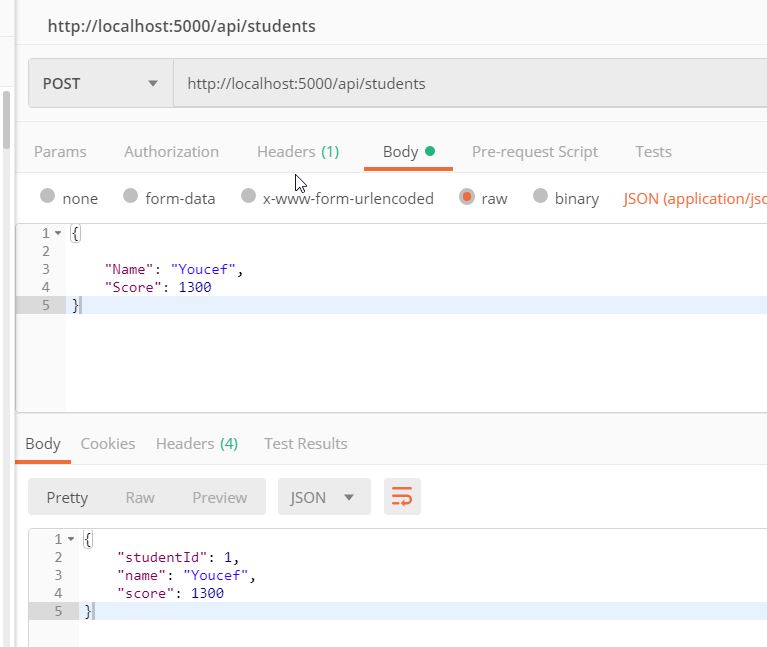 http://localhost:5000/api/students
POST http://localhost:5000/api/students
Params Authorization Headers (1) Body Pre-request Script Tests
none form-data x-www-form-urlencoded raw binary JSON (application/jsc
1 {
2
3 "Name": "Youcef",
4 "Score": 1300
5 }
Body Cookies Headers (4) Test Results
Pretty Raw Preview JSON
1 {
2 "studentId": 1,
3 "name": "Youcef",
4 "score": 1300
5 }